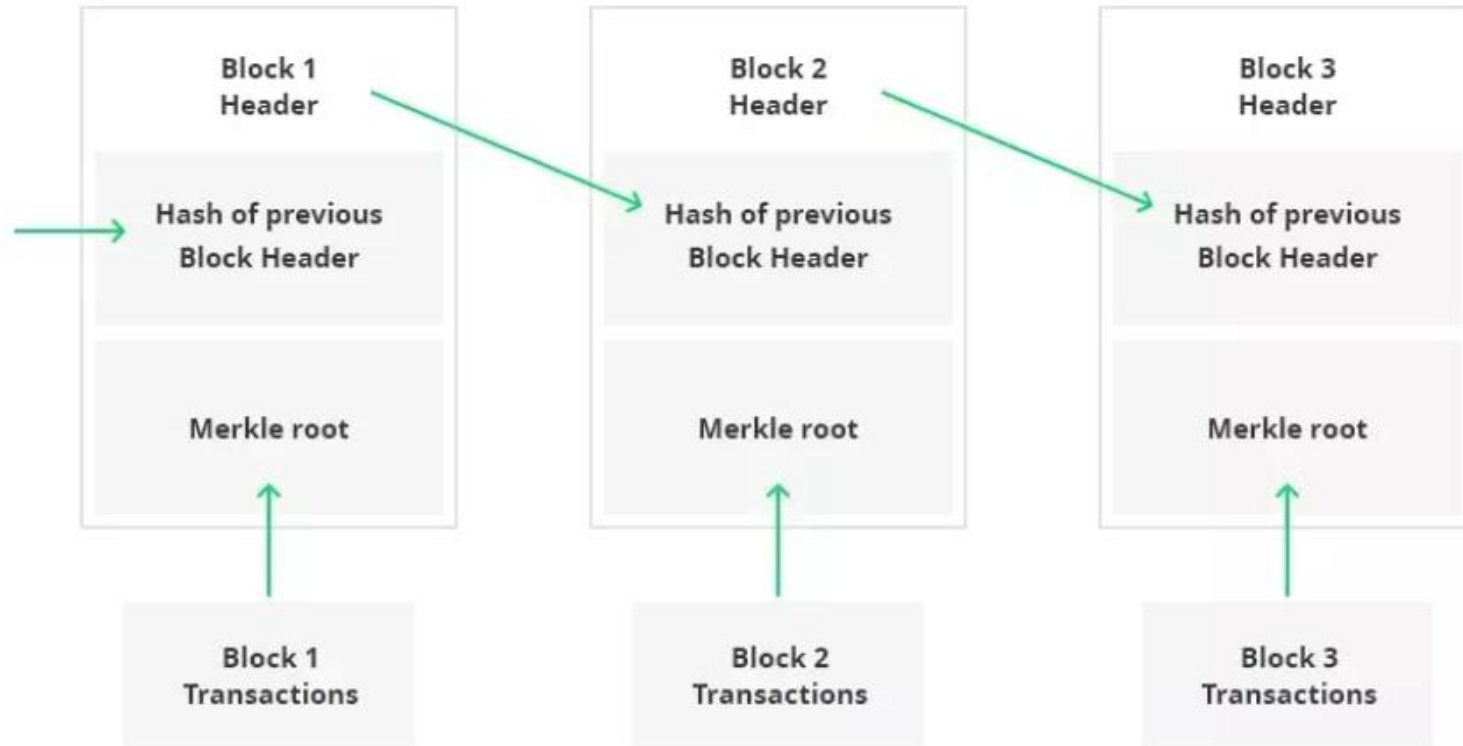 Block 1
Header
Hash of previous
Block Header
Merkle root
Block 1
Transactions
Block 2
Header
Hash of previous
Block Header
Merkle root
Block 2
Transactions
Block 3
Header
Hash of previous
Block Header
Merkle root
Block 3
Transactions